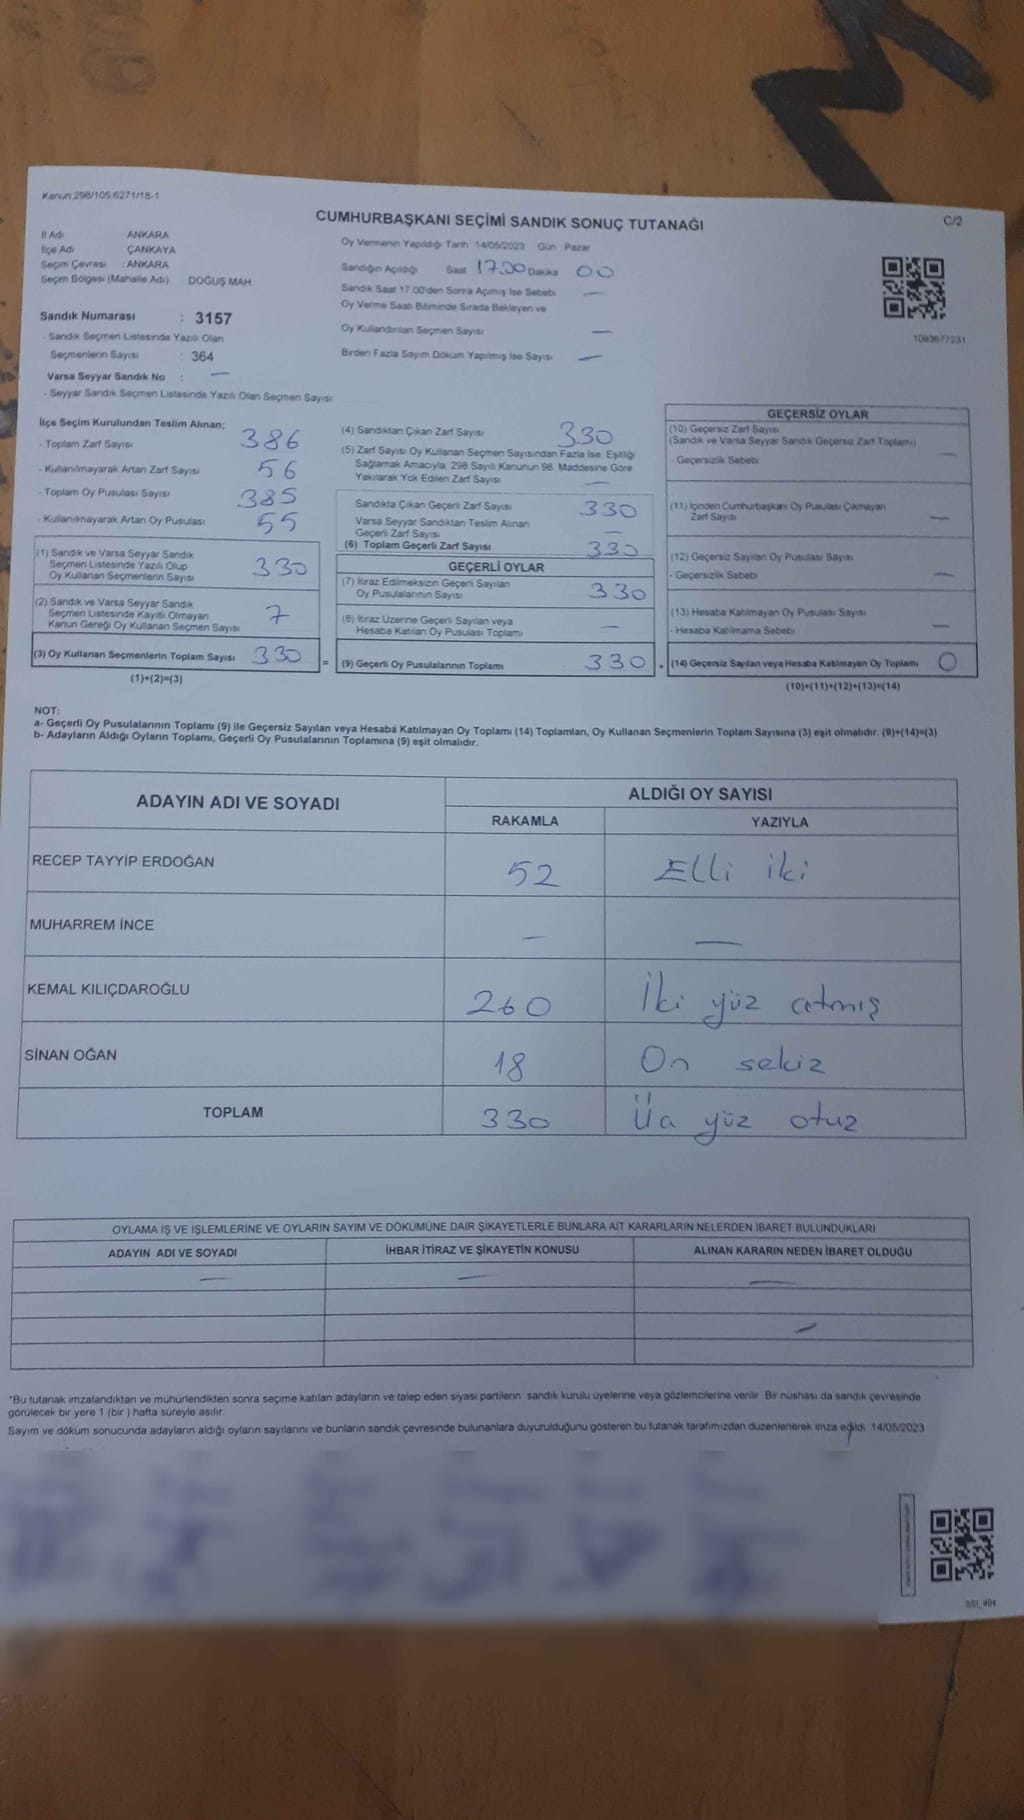 Kanun:298/105,6271/18-1
C/2
CUMHURBAŞKANI SEÇİMİ SANDIK SONUÇ TUTANAĞI
İl Adı ANKARA
İlçe Adı ÇANKAYA
Seçim Çevresi : ANKARA
Seçim Bölgesi (Mahalle Adı) DOĞUŞ MAH
Sandık Numarası : 3157
- Sandık Seçmen Listesinde Yazılı Olan
Seçmenlerin Sayısı : 364
Varsa Seyyar Sandık No : —
- Seyyar Sandık Seçmen Listesinde Yazılı Olan Seçmen Sayısı
Oy Vermenin Yapıldığı Tarih 14/05/2023 Gün Pazar
Sandığın Açıldığı Saat 17.00 Dakika 00
Sandık Saat 17:00'den Sonra Açımış İse Sebebi —
Oy Verme Saati Bitiminde Sırada Bekleyen ve
Oy Kullandırılan Seçmen Sayısı —
Birden Fazla Sayım Döküm Yapılmış İse Sayısı —
1093677231
İlçe Seçim Kurulundan Teslim Alınan;
- Toplam Zarf Sayısı 386
- Kullanılmayarak Artan Zarf Sayısı 56
- Toplam Oy Pusulası Sayısı 385
- Kullanılmayarak Artan Oy Pusulası 55
(1) Sandık ve Varsa Seyyar Sandık
Seçmen Listesinde Yazılı Olup
Oy Kullanan Seçmenlerin Sayısı 330
(2) Sandık ve Varsa Seyyar Sandık
Seçmen Listesinde Kayıtlı Olmayan
Kanun Gereği Oy Kullanan Seçmen Sayısı 7
(3) Oy Kullanan Seçmenlerin Toplam Sayısı 330
(1)+(2)=(3)
(4) Sandıktan Çıkan Zarf Sayısı 330
(5) Zarf Sayısı Oy Kullanan Seçmen Sayısından Fazla İse Eşitliği
Sağlamak Amacıyla, 298 Sayılı Kanunun 98. Maddesine Göre
Yakılarak Yok Edilen Zarf Sayısı —
Sandıkta Çıkan Geçerli Zarf Sayısı 330
Varsa Seyyar Sandıktan Teslim Alınan
Geçerli Zarf Sayısı —
(6) Toplam Geçerli Zarf Sayısı 330
GEÇERLİ OYLAR
(7) İtiraz Edilmeksizin Geçerli Sayılan
Oy Pusulalarının Sayısı 330
(8) İtiraz Üzerine Geçerli Sayılan veya
Hesaba Katılan Oy Pusulası Toplamı —
= (9) Geçerli Oy Pusulalarının Toplamı 330
GEÇERSİZ OYLAR
(10) Geçersiz Zarf Sayısı
(Sandık ve Varsa Seyyar Sandık Geçersiz Zarf Toplamı) —
- Geçersizlik Sebebi
(11) İçinden Cumhurbaşkanı Oy Pusulası Çıkmayan
Zarf Sayısı —
(12) Geçersiz Sayılan Oy Pusulası Sayısı
- Geçersizlik Sebebi —
(13) Hesaba Katılmayan Oy Pusulası Sayısı
- Hesaba Katılmama Sebebi —
+ (14) Geçersiz Sayılan veya Hesaba Katılmayan Oy Toplamı 0
(10)+(11)+(12)+(13)=(14)
NOT:
a- Geçerli Oy Pusulalarının Toplamı (9) ile Geçersiz Sayılan veya Hesaba Katılmayan Oy Toplamı (14) Toplamları, Oy Kullanan Seçmenlerin Toplam Sayısına (3) eşit olmalıdır. (9)+(14)=(3)
b- Adayların Aldığı Oyların Toplamı, Geçerli Oy Pusulalarının Toplamına (9) eşit olmalıdır.
ADAYIN ADI VE SOYADI ALDIĞI OY SAYISI
RAKAMLA YAZIYLA
RECEP TAYYİP ERDOĞAN 52 Elli iki
MUHARREM İNCE — —
KEMAL KILIÇDAROĞLU 260 İki yüz atmış
SİNAN OĞAN 18 On sekiz
TOPLAM 330 Üç yüz otuz
OYLAMA İŞ VE İŞLEMLERİNE VE OYLARIN SAYIM VE DÖKÜMÜNE DAİR ŞİKAYETLERLE BUNLARA AİT KARARLARIN NELERDEN İBARET BULUNDUKLARI
ADAYIN ADI VE SOYADI İHBAR İTİRAZ VE ŞİKAYETİN KONUSU ALINAN KARARIN NEDEN İBARET OLDUĞU
— — —
—
*Bu tutanak imzalandıktan ve mühürlendikten sonra seçime katılan adayların ve talep eden siyasi partilerin sandık kurulu üyelerine veya gözlemcilerine verilir. Bir nüshası da sandık çevresinde
görülecek bir yere 1 (bir ) hafta süreyle asılır.
Sayım ve döküm sonucunda adayların aldığı oyların sayılarını ve bunların sandık çevresinde bulunanlara duyurulduğunu gösteren bu tutanak tarafımızdan düzenlenerek imza edildi 14/05/2023
SSI_404